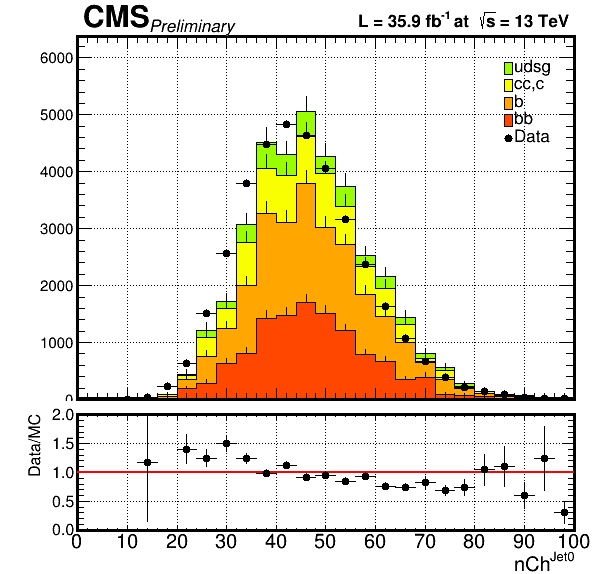 CMS Preliminary L = 35.9 fb⁻¹ at √s = 13 TeV
6000
5000
4000
3000
2000
1000
0
udsg
cc,c
b
bb
Data
Data/MC
2.0
1.5
1.0
0.5
0.0
0 10 20 30 40 50 60 70 80 90 100
nCh^Jet0